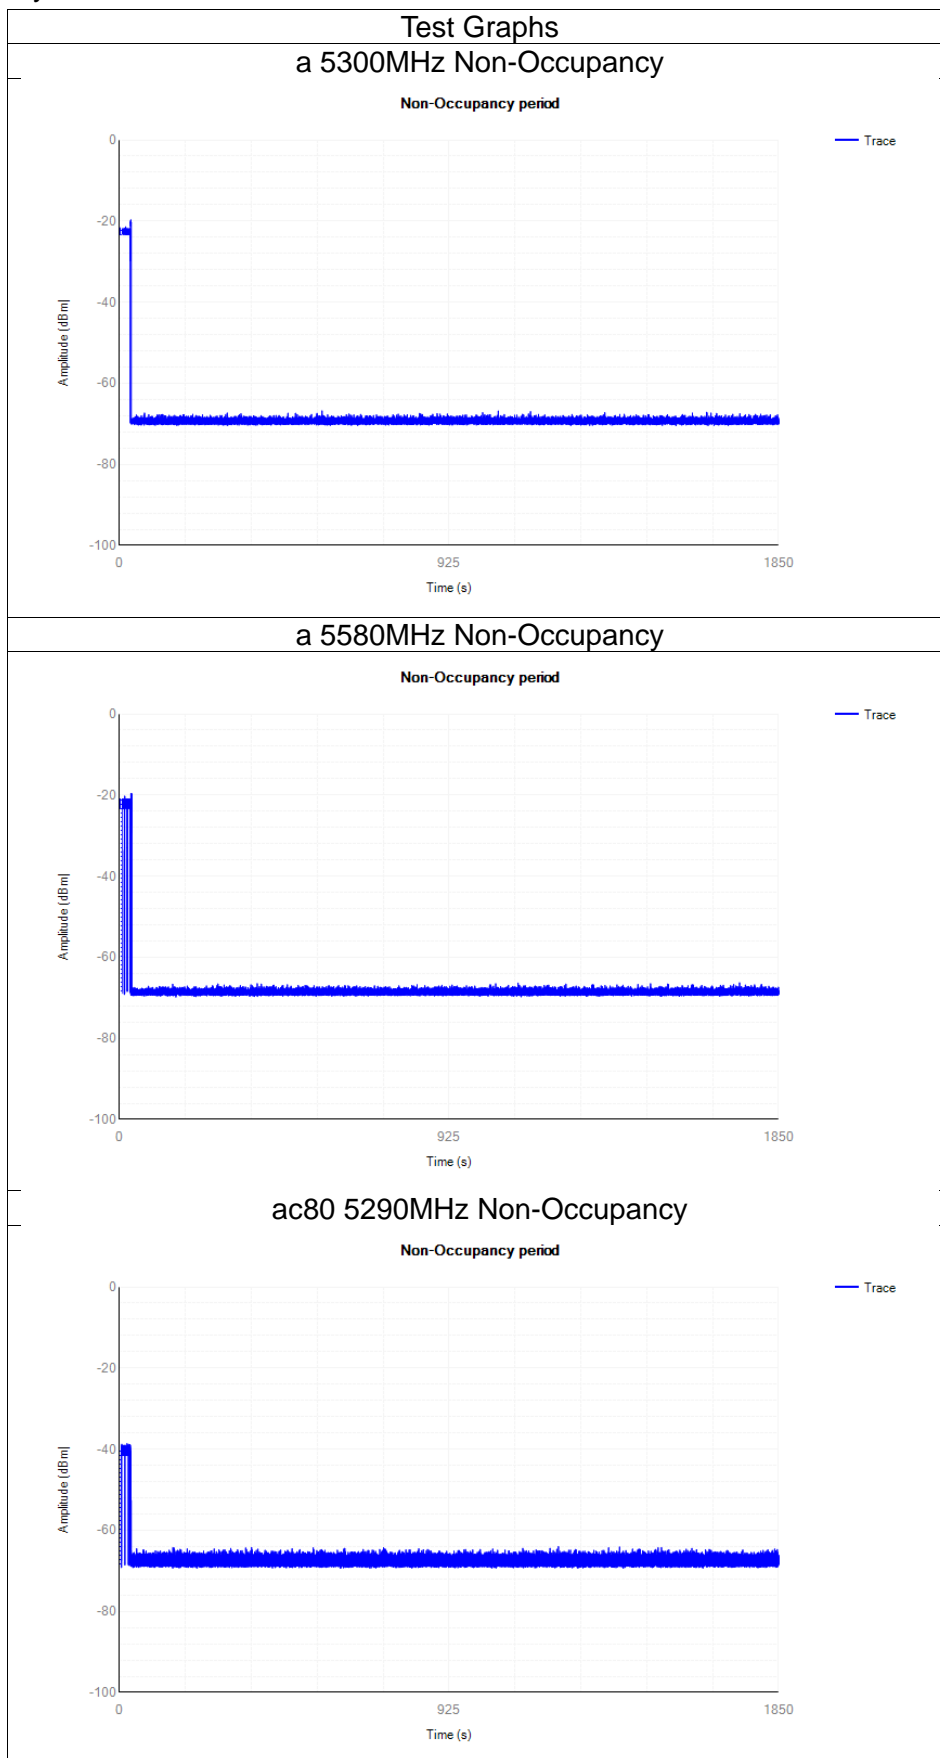 Test Graphs
a 5300MHz Non-Occupancy
Non-Occupancy period
Trace
0
-20
-40
-60
-80
-100
Amplitude [dBm]
0 925 1850
Time (s)
a 5580MHz Non-Occupancy
Non-Occupancy period
Trace
0
-20
-40
-60
-80
-100
Amplitude [dBm]
0 925 1850
Time (s)
ac80 5290MHz Non-Occupancy
Non-Occupancy period
Trace
0
-20
-40
-60
-80
-100
Amplitude [dBm]
0 925 1850
Time (s)